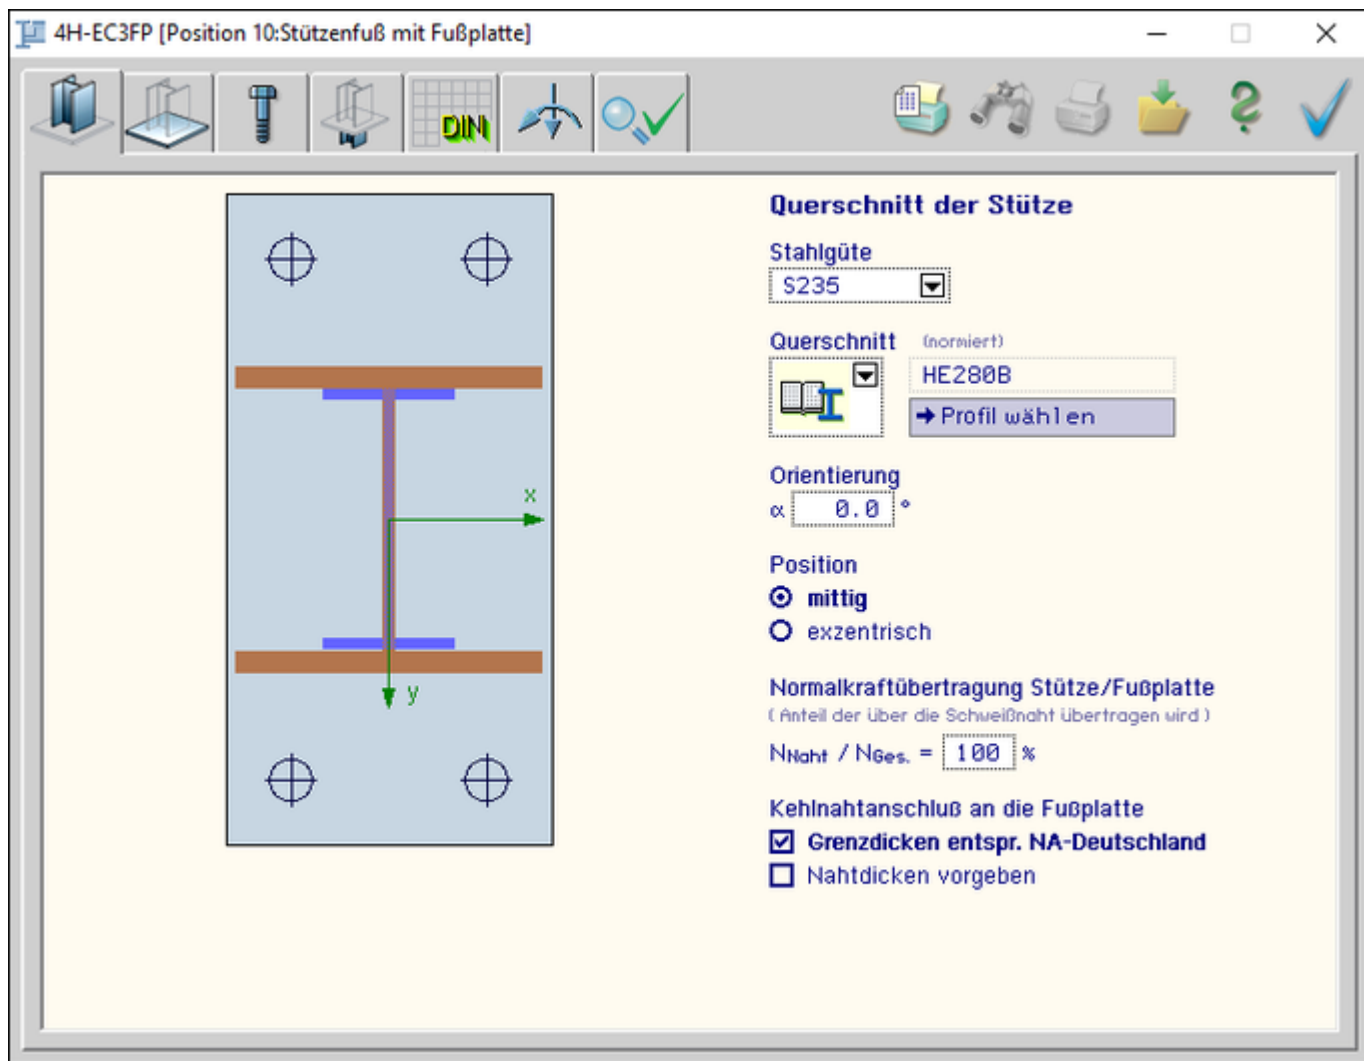 4H-EC3FP [Position 10:Stützenfuß mit Fußplatte]
DIN
Querschnitt der Stütze
Stahlgüte
S235
Querschnitt (normiert)
HE280B
Profil wählen
Orientierung
α 0.0 °
Position
mittig
exzentrisch
Normalkraftübertragung Stütze/Fußplatte
( Anteil der über die Schweißnaht übertragen wird )
NNaht / NGes. = 100 %
Kehlnahtanschluß an die Fußplatte
Grenzdicken entspr. NA-Deutschland
Nahtdicken vorgeben
x
y